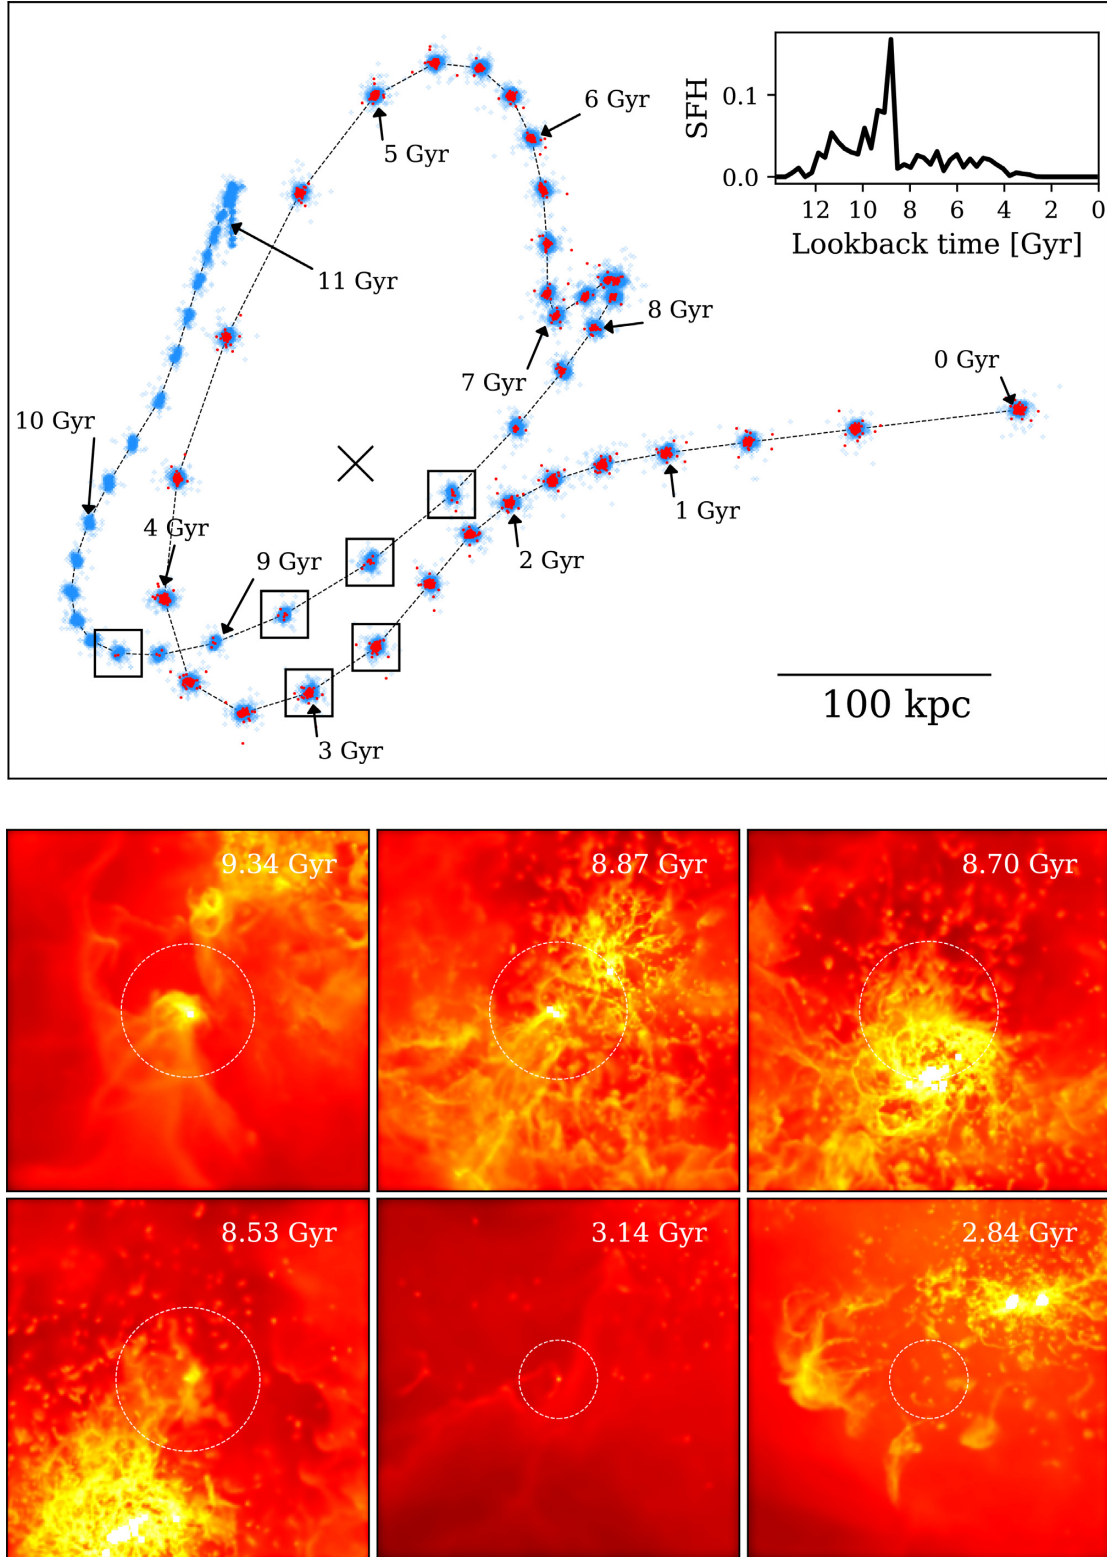 SFH
0.1
0.0
12 10 8 6 4 2 0
Lookback time [Gyr]
6 Gyr
5 Gyr
11 Gyr
8 Gyr
0 Gyr
7 Gyr
10 Gyr
1 Gyr
4 Gyr
2 Gyr
9 Gyr
100 kpc
3 Gyr
9.34 Gyr
8.87 Gyr
8.70 Gyr
8.53 Gyr
3.14 Gyr
2.84 Gyr